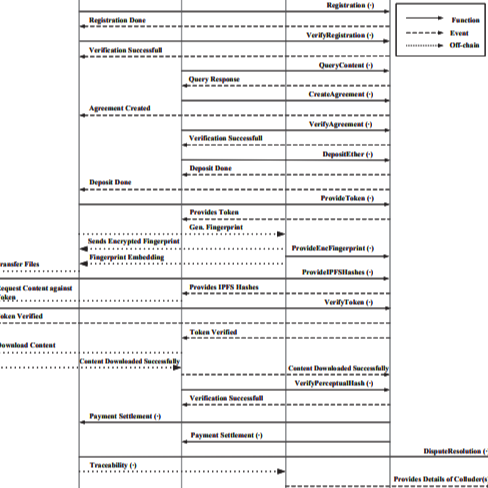 Registration (·)
Function
Registration Done
Event
VerifyRegistration (·)
Off-chain
Verification Successfull
QueryContent (·)
Query Response
CreateAgreement (·)
Agreement Created
VerifyAgreement (·)
Verification Successfull
DepositEther (·)
Deposit Done
Deposit Done
ProvideToken (·)
Provides Token
Gen. Fingerprint
Sends Encrypted Fingerprint
ProvideEncFingerprint (·)
Fingerprint Embedding
ransfer Files
ProvideIPFSHashes (·)
equest Content against
Provides IPFS Hashes
oken
VerifyToken (·)
oken Verified
Token Verified
ownload Content
Content Downloaded Successfully
Content Downloaded Successfully
VerifyPerceptualHash (·)
Verification Successfull
Payment Settlement (·)
Payment Settlement (·)
DisputeResolution (·
Traceability (·)
Provides Details of Colluder(s